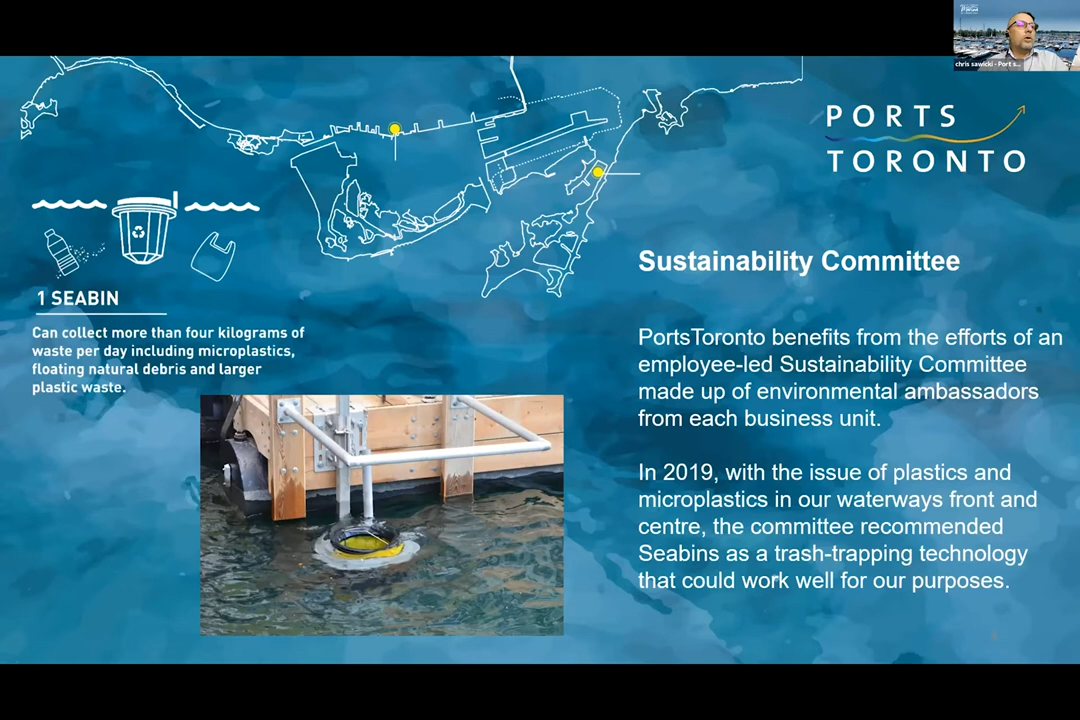 chris sawicki - Port s...
PORTS
TORONTO
1 SEABIN
Can collect more than four kilograms of
waste per day including microplastics,
floating natural debris and larger
plastic waste.
Sustainability Committee
PortsToronto benefits from the efforts of an
employee-led Sustainability Committee
made up of environmental ambassadors
from each business unit.
In 2019, with the issue of plastics and
microplastics in our waterways front and
centre, the committee recommended
Seabins as a trash-trapping technology
that could work well for our purposes.